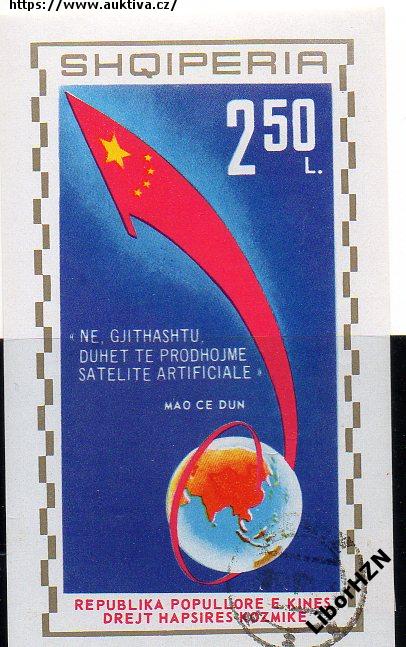 https://www.auktiva.cz/
SHQIPERIA
2.50
L.
« NE, GJITHASHTU,
DUHET TE PRODHOJME
SATELITE ARTIFICIALE »
MAO CE DUN
REPUBLIKA POPULLORE E KINES
DREJT HAPSIRES KOZMIKE
LiborHZN